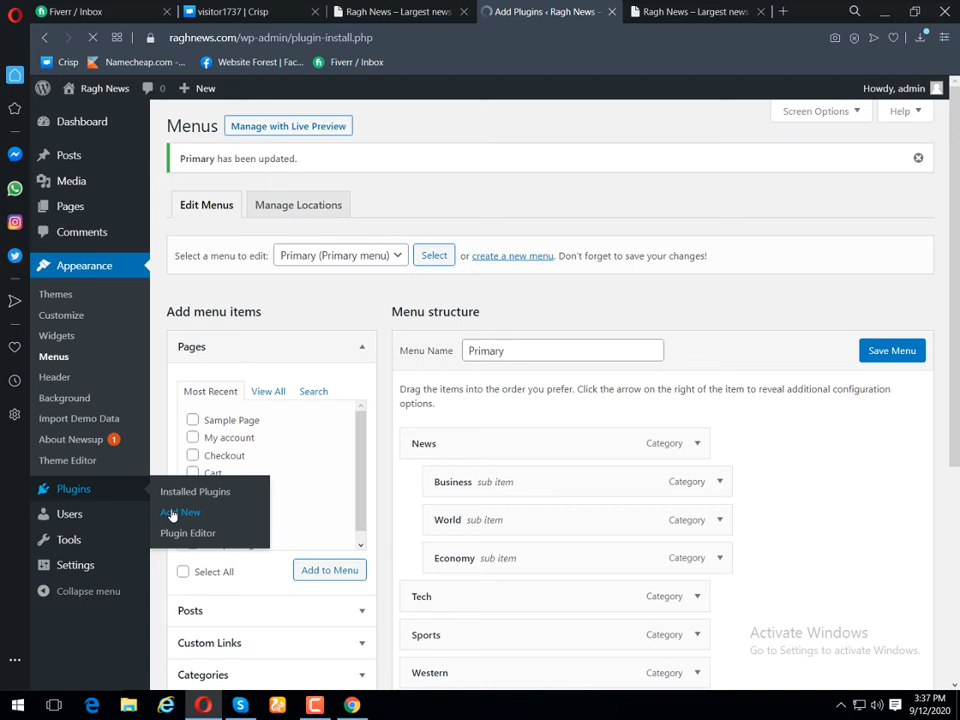 Fiverr / Inbox
visitor1737 | Crisp
Ragh News – Largest news
Add Plugins ‹ Ragh News –
Ragh News – Largest news
raghnews.com/wp-admin/plugin-install.php
Crisp
Namecheap.com -...
Website Forest | Fac...
Fiverr / Inbox
Ragh News
0
New
Howdy, admin
Dashboard
Posts
Media
Pages
Comments
Appearance
Themes
Customize
Widgets
Menus
Header
Background
Import Demo Data
About Newsup 1
Theme Editor
Plugins
Users
Tools
Settings
Collapse menu
Installed Plugins
Add New
Plugin Editor
Screen Options
Help
Menus
Manage with Live Preview
Primary has been updated.
Edit Menus
Manage Locations
Select a menu to edit:
Primary (Primary menu)
Select
or create a new menu. Don't forget to save your changes!
Add menu items
Pages
Most Recent
View All
Search
Sample Page
My account
Checkout
Cart
Select All
Add to Menu
Posts
Custom Links
Categories
Menu structure
Menu Name
Primary
Save Menu
Drag the items into the order you prefer. Click the arrow on the right of the item to reveal additional configuration
options.
News
Category
Business sub item
Category
World sub item
Category
Economy sub item
Category
Tech
Category
Sports
Category
Western
Category
Activate Windows
Go to Settings to activate Windows.
3:37 PM
9/12/2020